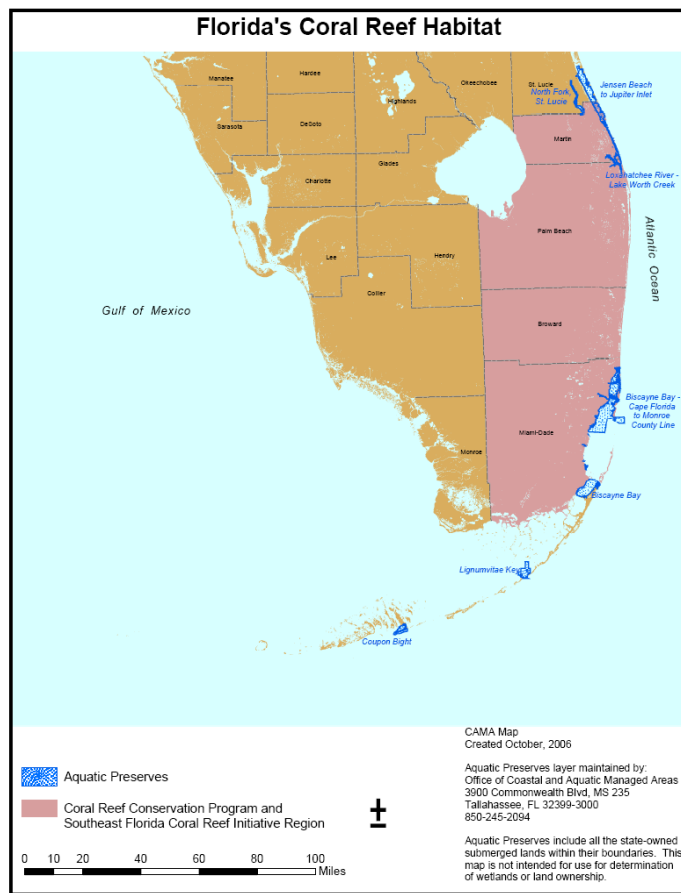 Florida's Coral Reef Habitat
Manatee
Hardee
Highlands
Okeechobee
St. Lucie
North Fork,
St. Lucie
Jensen Beach
to Jupiter Inlet
Sarasota
DeSoto
Martin
Glades
Charlotte
Loxahatchee River -
Lake Worth Creek
Palm Beach
Atlantic Ocean
Lee
Hendry
Collier
Gulf of Mexico
Broward
Biscayne Bay -
Cape Florida
to Monroe
County Line
Miami-Dade
Monroe
Biscayne Bay
Lignumvitae Key
Coupon Bight
CAMA Map
Created October, 2006
Aquatic Preserves layer maintained by:
Office of Coastal and Aquatic Managed Areas
3900 Commonwealth Blvd, MS 235
Tallahassee, FL 32399-3000
850-245-2094
Aquatic Preserves include all the state-owned
submerged lands within their boundaries. This
map is not intended for use for determination
of wetlands or land ownership.
Aquatic Preserves
Coral Reef Conservation Program and
Southeast Florida Coral Reef Initiative Region
±
0 10 20 40 60 80 100
Miles